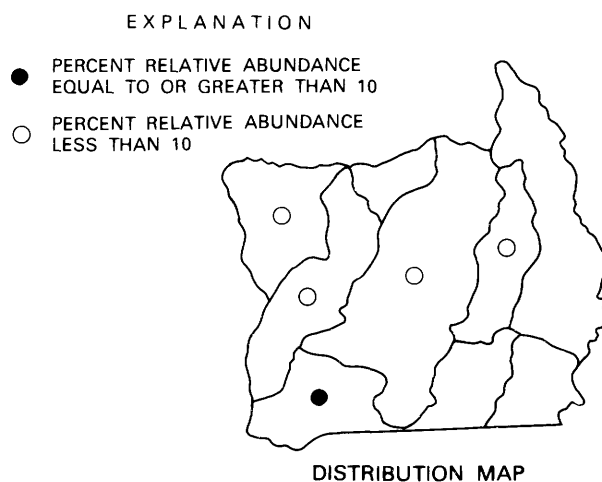 EXPLANATION
PERCENT RELATIVE ABUNDANCE
EQUAL TO OR GREATER THAN 10
PERCENT RELATIVE ABUNDANCE
LESS THAN 10
DISTRIBUTION MAP